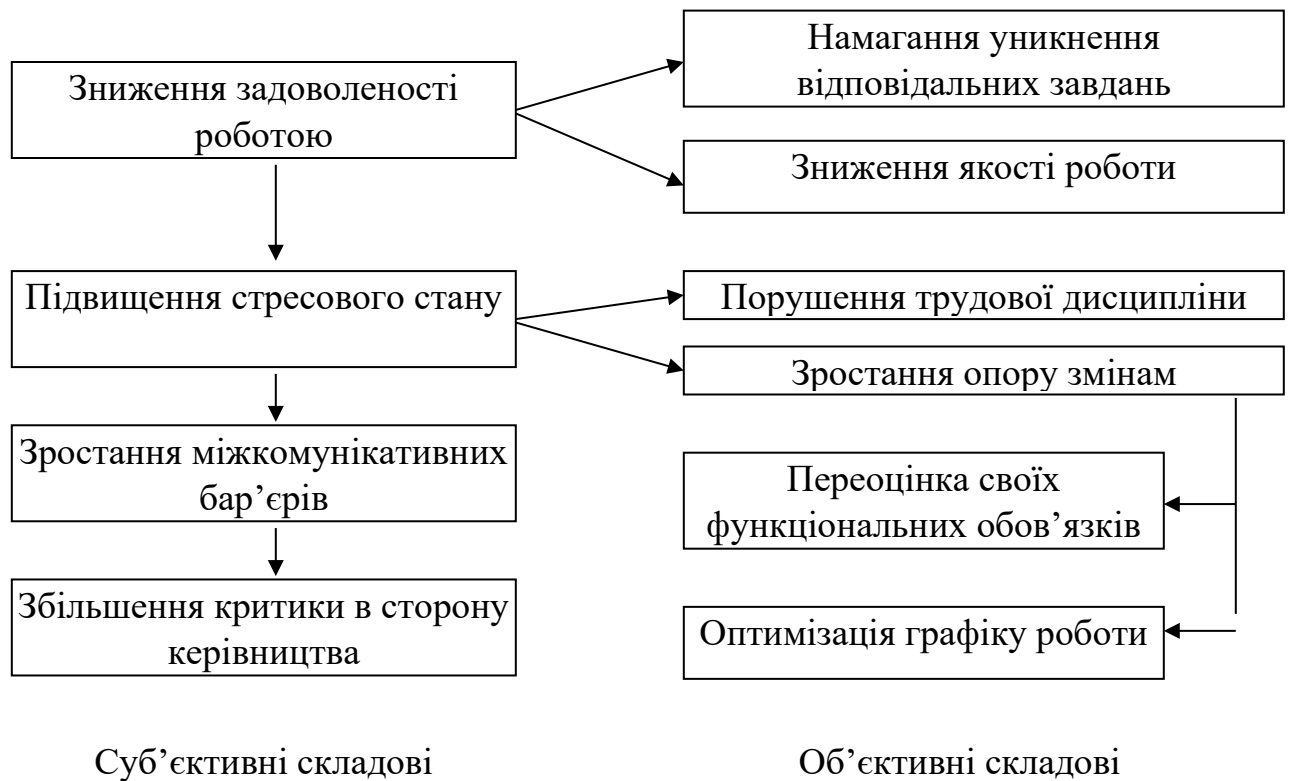 Намагання уникнення
відповідальних завдань
Зниження задоволеності
роботою
Зниження якості роботи
Підвищення стресового стану
Порушення трудової дисципліни
Зростання опору змінам
Зростання міжкомунікативних
бар’єрів
Переоцінка своїх
функціональних обов’язків
Збільшення критики в сторону
керівництва
Оптимізація графіку роботи
Суб’єктивні складові
Об’єктивні складові